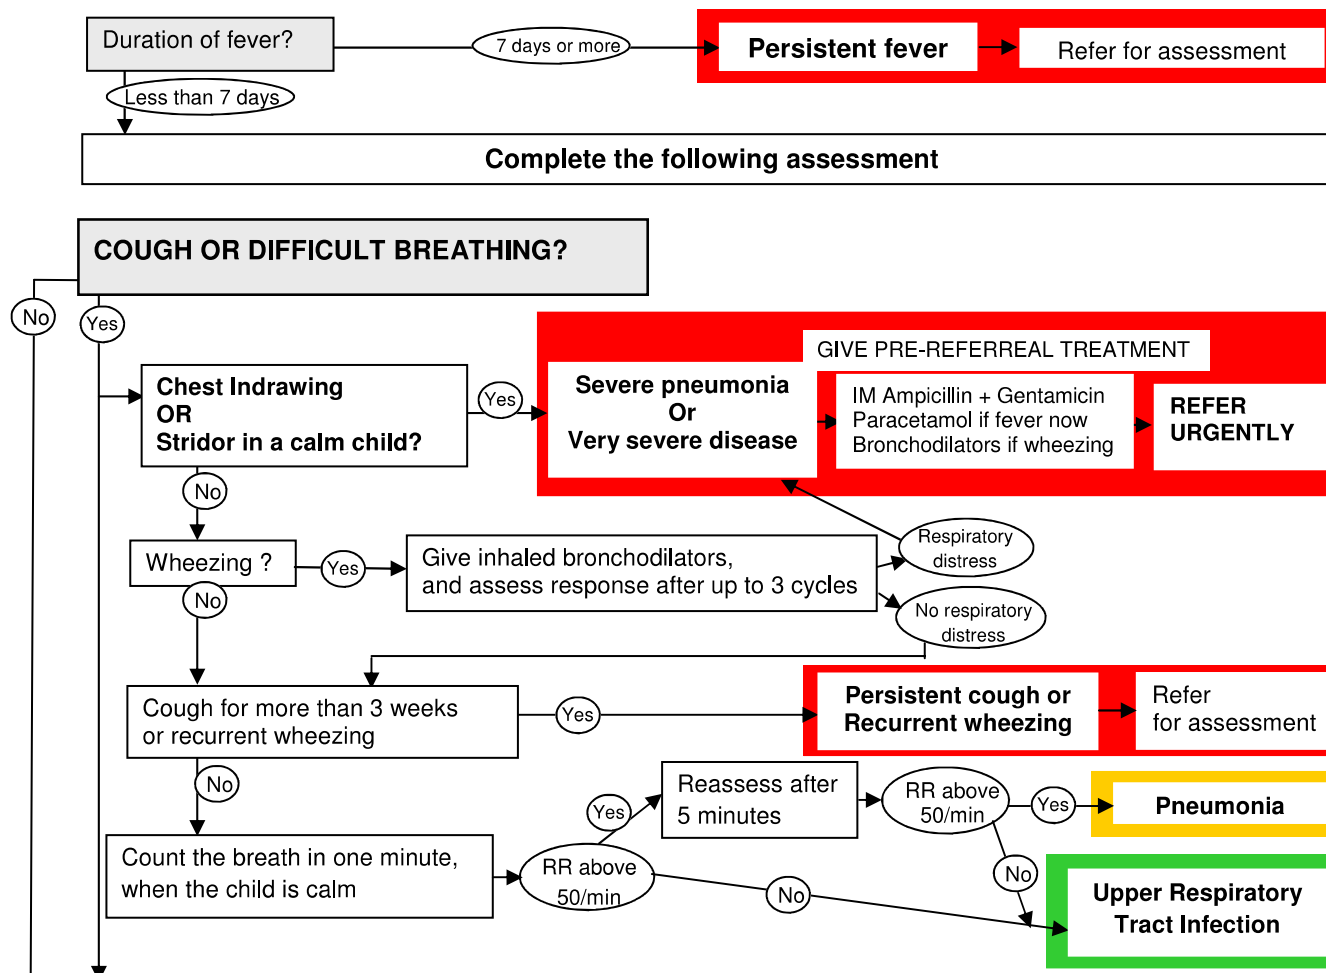 Duration of fever?
7 days or more
Persistent fever
Refer for assessment
Less than 7 days
Complete the following assessment
COUGH OR DIFFICULT BREATHING?
No
Yes
GIVE PRE-REFERREAL TREATMENT
Chest Indrawing
OR
Stridor in a calm child?
Yes
Severe pneumonia
Or
Very severe disease
IM Ampicillin + Gentamicin
Paracetamol if fever now
Bronchodilators if wheezing
REFER
URGENTLY
No
Wheezing ?
Yes
Give inhaled bronchodilators,
and assess response after up to 3 cycles
Respiratory
distress
No
No respiratory
distress
Cough for more than 3 weeks
or recurrent wheezing
Yes
Persistent cough or
Recurrent wheezing
Refer
for assessment
No
Reassess after
5 minutes
RR above
50/min
Yes
Pneumonia
Yes
Count the breath in one minute,
when the child is calm
RR above
50/min
No
No
Upper Respiratory
Tract Infection